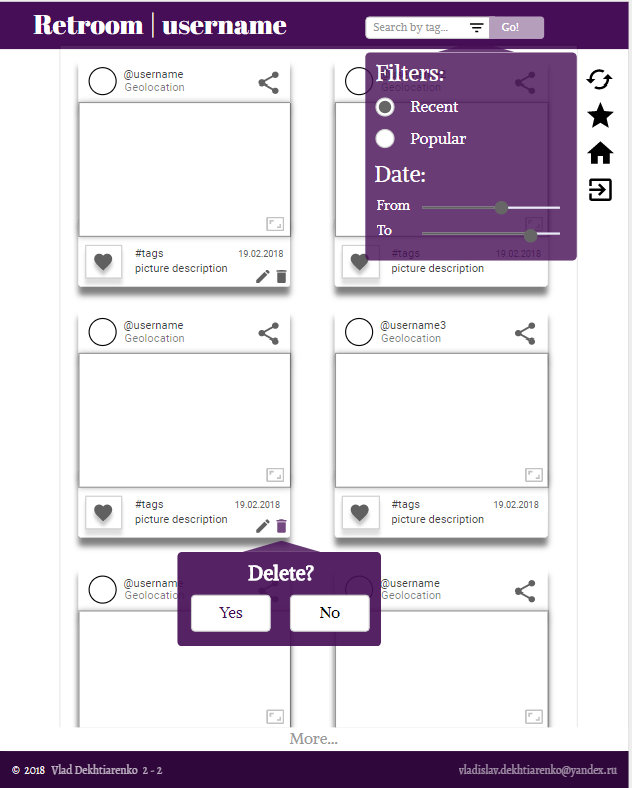 Retroom | username
Search by tag...
Go!
Filters:
Recent
Popular
Date:
From
To
@username
Geolocation
#tags 19.02.2018
picture description
#tags 19.02.2018
picture description
@username
Geolocation
@username3
Geolocation
#tags 19.02.2018
picture description
#tags 19.02.2018
picture description
Delete?
Yes No
@username
Geolocation
@username
More...
© 2018 Vlad Dekhtiarenko 2 - 2
vladislav.dekhtiarenko@yandex.ru